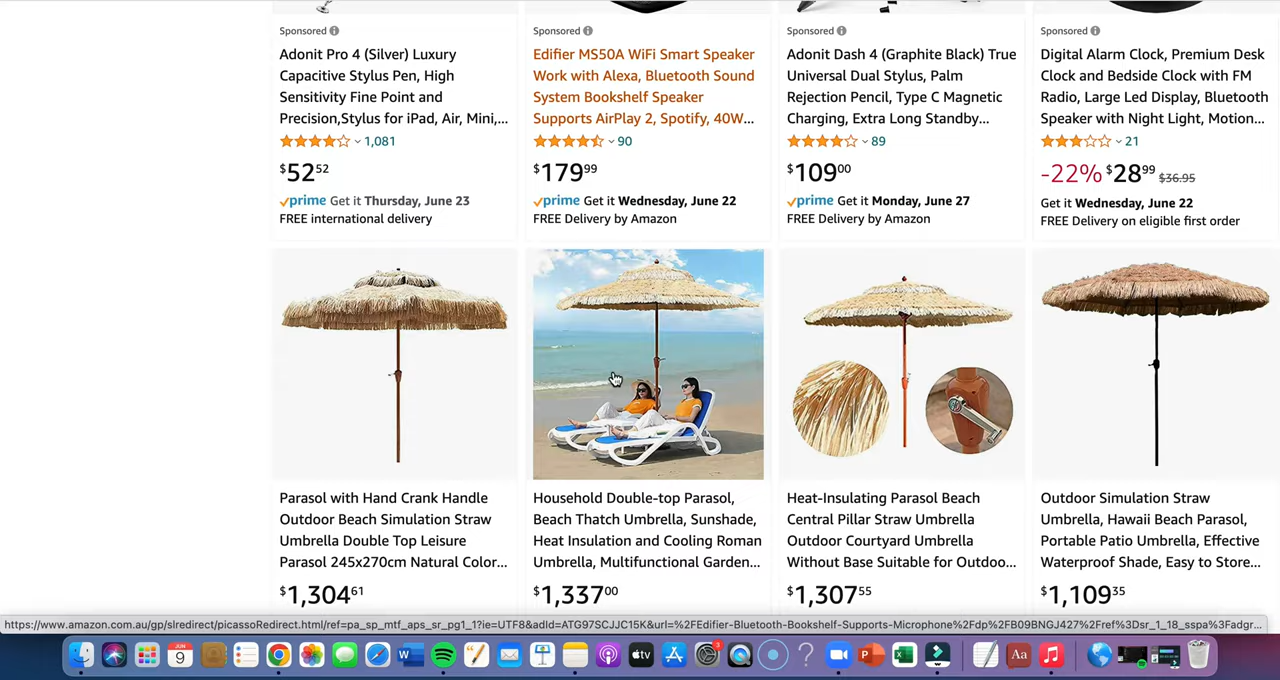 Sponsored
Adonit Pro 4 (Silver) Luxury
Capacitive Stylus Pen, High
Sensitivity Fine Point and
Precision,Stylus for iPad, Air, Mini,...
1,081
$52 52
prime Get it Thursday, June 23
FREE international delivery
Sponsored
Edifier MS50A WiFi Smart Speaker
Work with Alexa, Bluetooth Sound
System Bookshelf Speaker
Supports AirPlay 2, Spotify, 40W...
90
$179 99
prime Get it Wednesday, June 22
FREE Delivery by Amazon
Sponsored
Adonit Dash 4 (Graphite Black) True
Universal Dual Stylus, Palm
Rejection Pencil, Type C Magnetic
Charging, Extra Long Standby...
89
$109 00
prime Get it Monday, June 27
FREE Delivery by Amazon
Sponsored
Digital Alarm Clock, Premium Desk
Clock and Bedside Clock with FM
Radio, Large Led Display, Bluetooth
Speaker with Night Light, Motion...
21
-22% $28 99 $36.95
Get it Wednesday, June 22
FREE Delivery on eligible first order
Parasol with Hand Crank Handle
Outdoor Beach Simulation Straw
Umbrella Double Top Leisure
Parasol 245x270cm Natural Color...
$1,304 61
Household Double-top Parasol,
Beach Thatch Umbrella, Sunshade,
Heat Insulation and Cooling Roman
Umbrella, Multifunctional Garden...
$1,337 00
Heat-Insulating Parasol Beach
Central Pillar Straw Umbrella
Outdoor Courtyard Umbrella
Without Base Suitable for Outdoo...
$1,307 55
Outdoor Simulation Straw
Umbrella, Hawaii Beach Parasol,
Portable Patio Umbrella, Effective
Waterproof Shade, Easy to Store...
$1,109 35
https://www.amazon.com.au/gp/slredirect/picassoRedirect.html/ref=pa_sp_mtf_aps_sr_pg1_1?ie=UTF8&adId=ATG97SCJJC15K&url=%2FEdifier-Bluetooth-Bookshelf-Supports-Microphone%2Fdp%2FB09BNGJ427%2Fref%3Dsr_1_18_sspa%3Fadgr...
JUN
9
W
tv
3
?
P
X
Aa